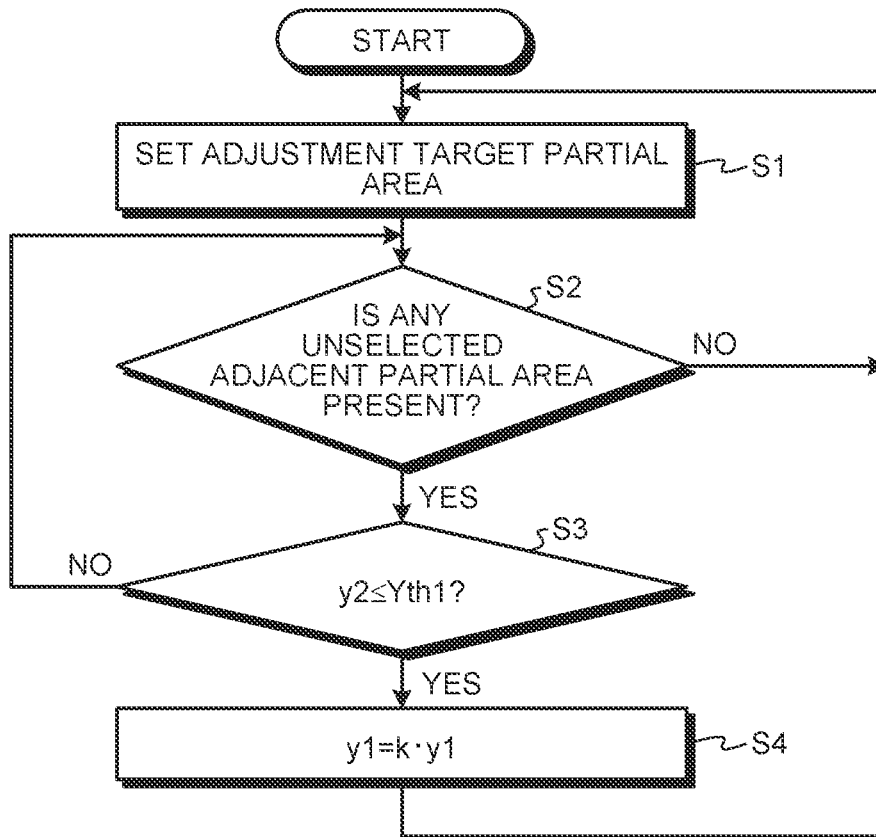 START
SET ADJUSTMENT TARGET PARTIAL
AREA
S1
S2
IS ANY
UNSELECTED
ADJACENT PARTIAL AREA
PRESENT?
NO
YES
S3
NO
y2≤Yth1?
YES
y1=k·y1
S4